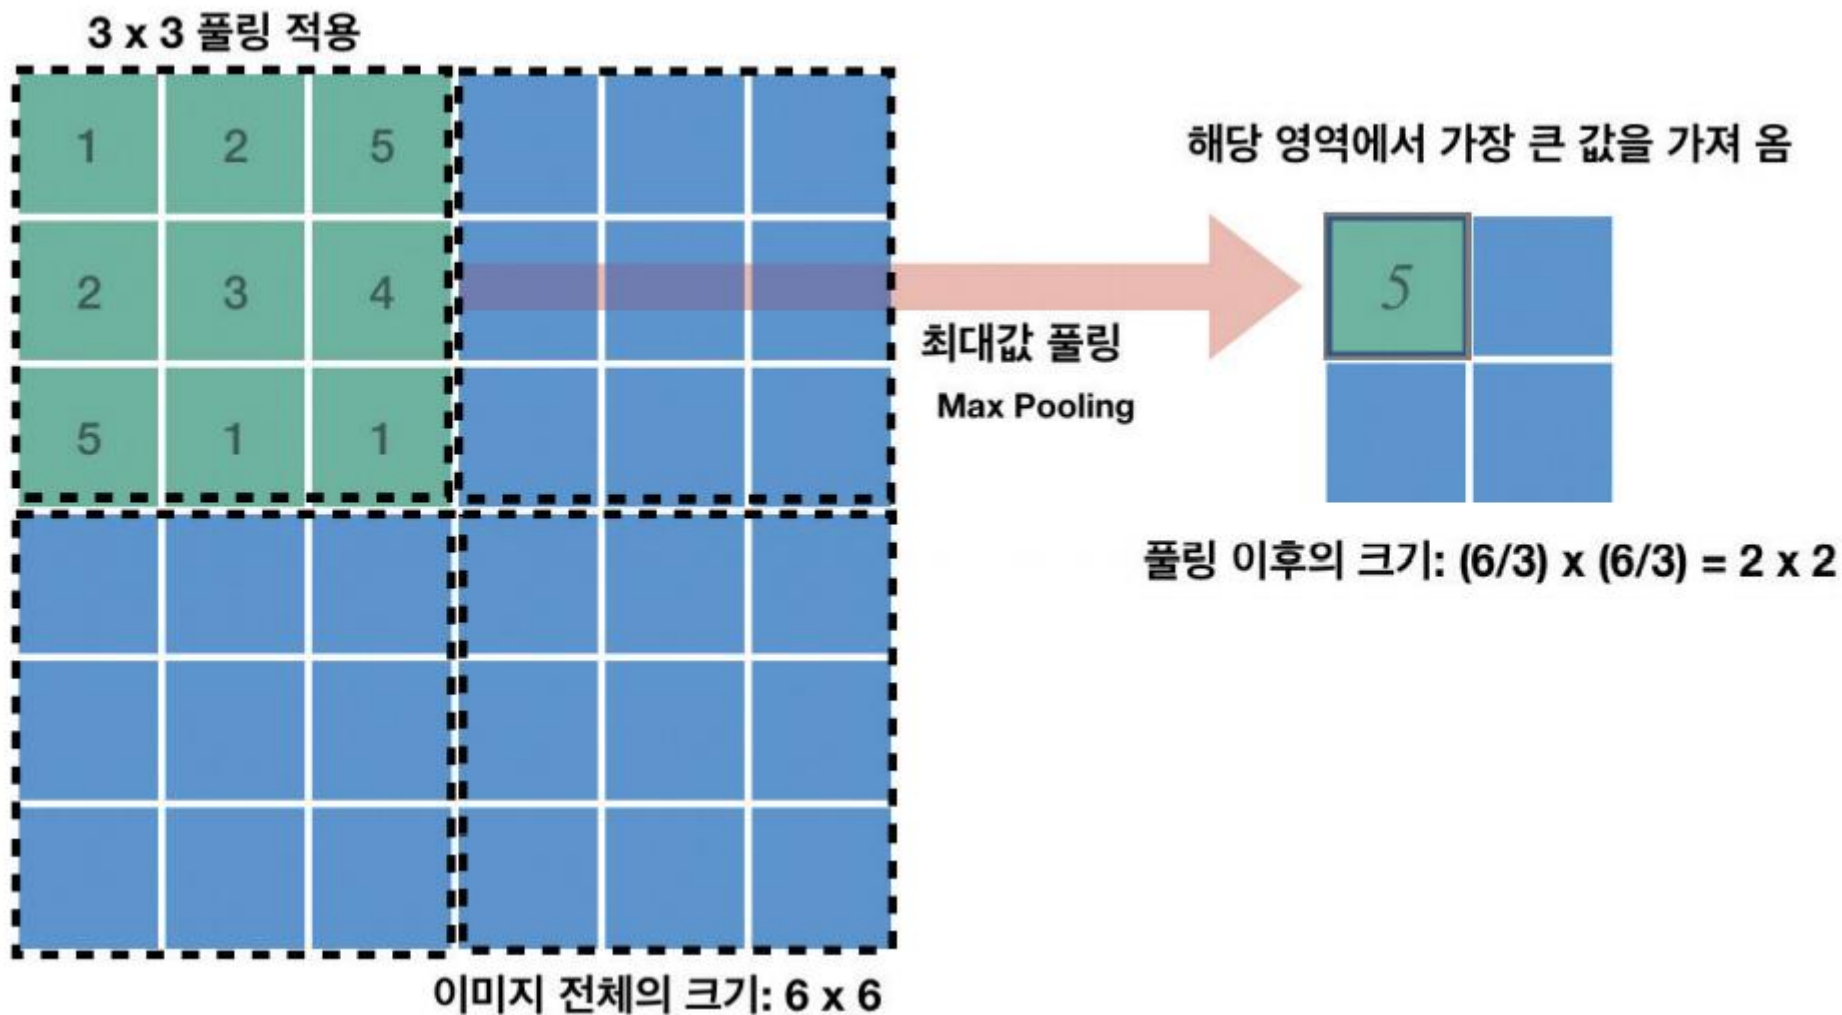 3 x 3 풀링 적용
1 2 5
2 3 4
5 1 1
해당 영역에서 가장 큰 값을 가져 옴
5
최대값 풀링
Max Pooling
풀링 이후의 크기: (6/3) x (6/3) = 2 x 2
이미지 전체의 크기: 6 x 6